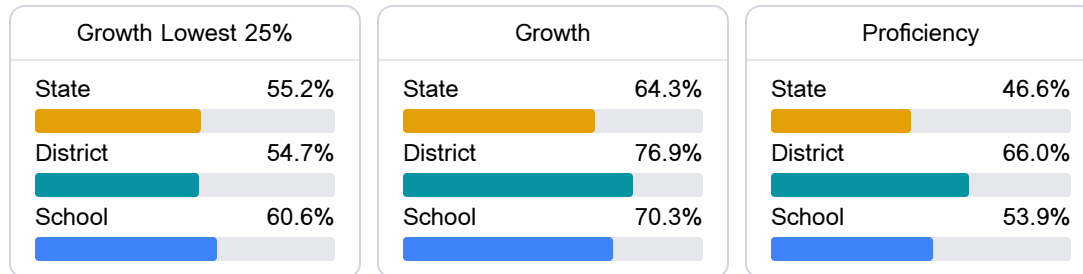 Growth Lowest 25%
State 55.2%
District 54.7%
School 60.6%
Growth
State 64.3%
District 76.9%
School 70.3%
Proficiency
State 46.6%
District 66.0%
School 53.9%